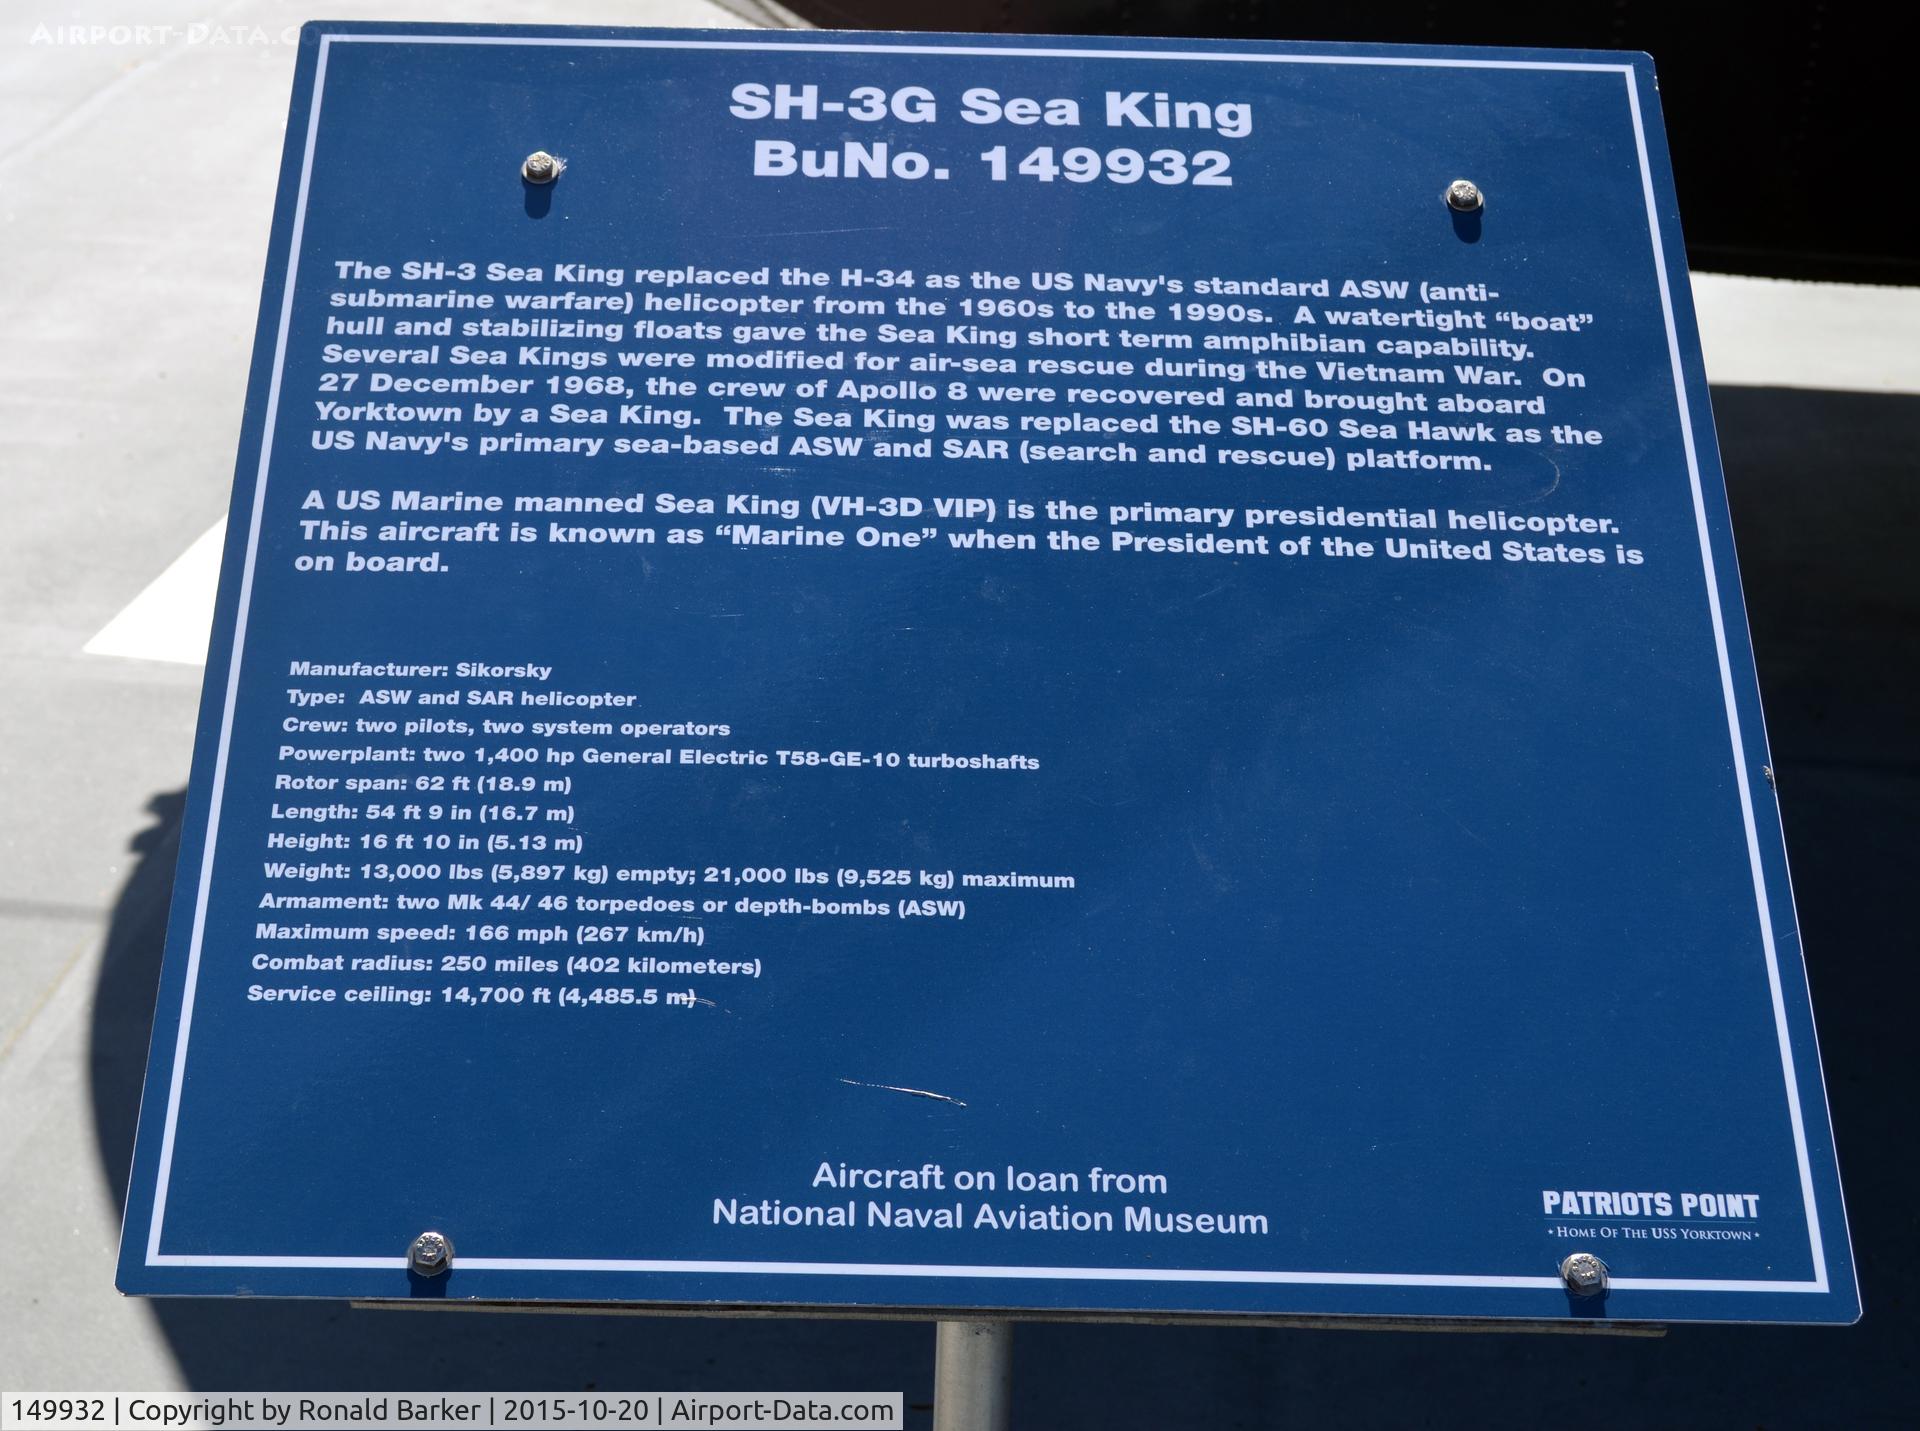 AIRPORT-DATA.COM
SH-3G Sea King
BuNo. 149932
The SH-3 Sea King replaced the H-34 as the US Navy's standard ASW (anti-
submarine warfare) helicopter from the 1960s to the 1990s. A watertight “boat”
hull and stabilizing floats gave the Sea King short term amphibian capability.
Several Sea Kings were modified for air-sea rescue during the Vietnam War. On
27 December 1968, the crew of Apollo 8 were recovered and brought aboard
Yorktown by a Sea King. The Sea King was replaced the SH-60 Sea Hawk as the
US Navy's primary sea-based ASW and SAR (search and rescue) platform.
A US Marine manned Sea King (VH-3D VIP) is the primary presidential helicopter.
This aircraft is known as “Marine One” when the President of the United States is
on board.
Manufacturer: Sikorsky
Type: ASW and SAR helicopter
Crew: two pilots, two system operators
Powerplant: two 1,400 hp General Electric T58-GE-10 turboshafts
Rotor span: 62 ft (18.9 m)
Length: 54 ft 9 in (16.7 m)
Height: 16 ft 10 in (5.13 m)
Weight: 13,000 lbs (5,897 kg) empty; 21,000 lbs (9,525 kg) maximum
Armament: two Mk 44/ 46 torpedoes or depth-bombs (ASW)
Maximum speed: 166 mph (267 km/h)
Combat radius: 250 miles (402 kilometers)
Service ceiling: 14,700 ft (4,485.5 m)
Aircraft on loan from
National Naval Aviation Museum
PATRIOTS POINT
* HOME OF THE USS YORKTOWN *
149932 | Copyright by Ronald Barker | 2015-10-20 | Airport-Data.com